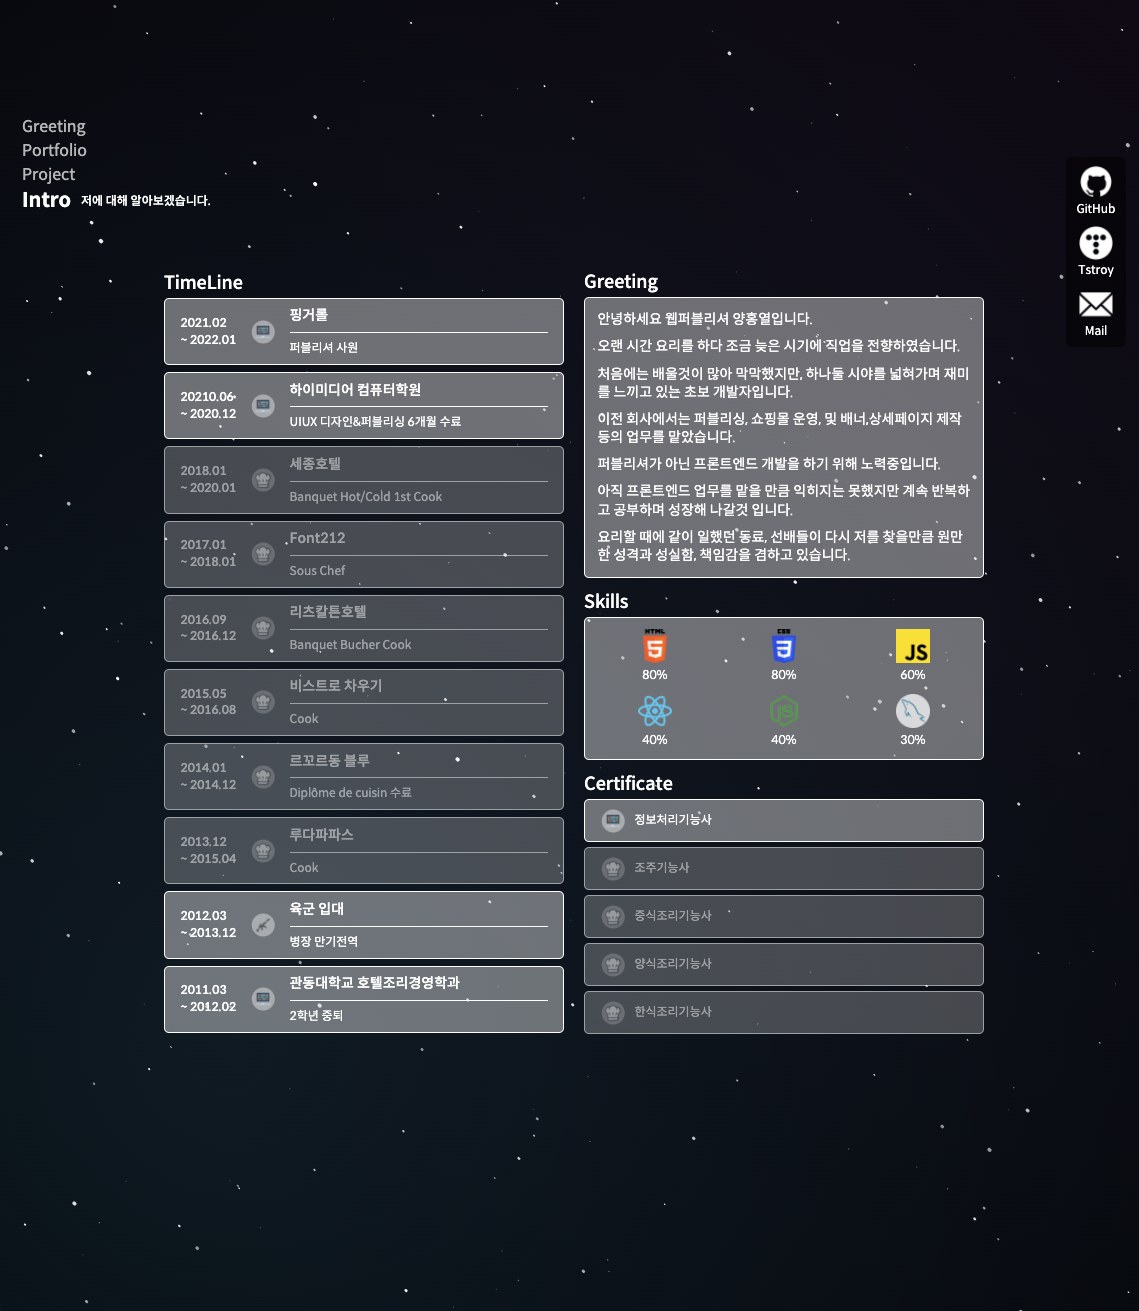 Greeting
Portfolio
Project
Intro 저에 대해 알아보겠습니다.
GitHub
Tstroy
Mail
TimeLine
2021.02
~ 2022.01
핑거롤
퍼블리셔 사원
20210.06
~ 2020.12
하이미디어 컴퓨터학원
UIUX 디자인&퍼블리싱 6개월 수료
2018.01
~ 2020.01
세종호텔
Banquet Hot/Cold 1st Cook
2017.01
~ 2018.01
Font212
Sous Chef
2016.09
~ 2016.12
리츠칼튼호텔
Banquet Bucher Cook
2015.05
~ 2016.08
비스트로 차우기
Cook
2014.01
~ 2014.12
르꼬르동 블루
Diplôme de cuisin 수료
2013.12
~ 2015.04
루다파파스
Cook
2012.03
~ 2013.12
육군 입대
병장 만기전역
2011.03
~ 2012.02
관동대학교 호텔조리경영학과
2학년 중퇴
Greeting
안녕하세요 웹퍼블리셔 양홍열입니다.
오랜 시간 요리를 하다 조금 늦은 시기에 직업을 전향하였습니다.
처음에는 배울것이 많아 막막했지만, 하나둘 시야를 넓혀가며 재미
를 느끼고 있는 초보 개발자입니다.
이전 회사에서는 퍼블리싱, 쇼핑몰 운영, 및 배너,상세페이지 제작
등의 업무를 맡았습니다.
퍼블리셔가 아닌 프론트엔드 개발을 하기 위해 노력중입니다.
아직 프론트엔드 업무를 맡을 만큼 익히지는 못했지만 계속 반복하
고 공부하며 성장해 나갈것 입니다.
요리할 때에 같이 일했던 동료, 선배들이 다시 저를 찾을만큼 원만
한 성격과 성실함, 책임감을 겸하고 있습니다.
Skills
HTML
5
CSS
3
JS
80%
80%
60%
JS
40%
40%
30%
Certificate
정보처리기능사
조주기능사
중식조리기능사
양식조리기능사
한식조리기능사